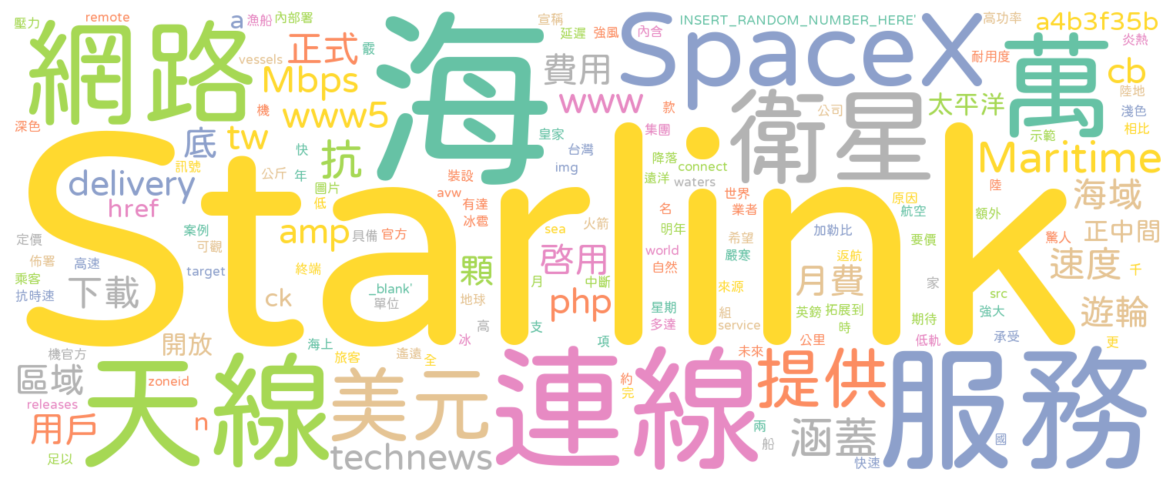 壓力
remote
a
漁船
內部署
宣稱
延遲
強風
內含
INSERT_RANDOM_NUMBER_HERE'
高功率
a4b3f35b
炎熱
網路
正式
霰
海
費用
SpaceX
萬
耐用度
cb
陸地
vessels
Mbps
機
www
款
衛星
公司
太平洋
淺色
相比
示範
深色
底
tw
www5
抗
皇家
集團
台灣
降落
connect
Maritime
訊號
快
年
公斤
img
遠洋
waters
delivery
href
圖片
低
裝設
avw
有達
冰雹
世界
業者
原因
航空
陸
海域
Starlink
定價
案例
可觀
amp
具備
官方
sea
火箭
名
明年
希望
加勒比
要價
額外
驚人
正中間
佈署
乘客
抗時速
高速
target
終端
啓用
中斷
world
自然
嚴寒
返航
速度
千
下載
ck
_blank'
單位
顆
地球
月
php
星期
多達
來源
月費
家
src
強大
遊輪
機官方
開放
海上
高
冰
支
時
項
組
service
英鎊
拓展到
期待
低軌
承受
更
區域
zoneid
旅客
遙遠
全
公里
未來
releases
用戶
n
天線
美元
連線
約
完
提供
服務
足以
technews
兩
船
涵蓋
快速
國